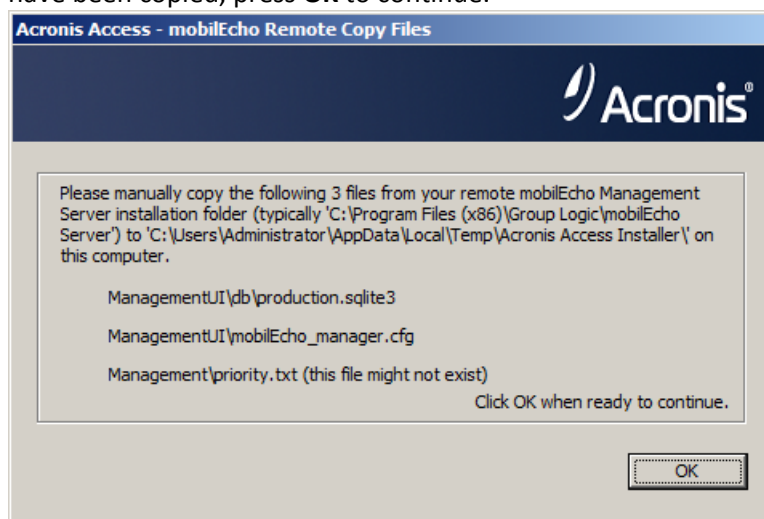 have been copied, press OK to continue.
Acronis Access - mobilEcho Remote Copy Files
Acronis®
Please manually copy the following 3 files from your remote mobilEcho Management
Server installation folder (typically 'C:\Program Files (x86)\Group Logic\mobilEcho
Server') to 'C:\Users\Administrator\AppData\Local\Temp\Acronis Access Installer\' on
this computer.
ManagementUI\db\production.sqlite3
ManagementUI\mobilEcho_manager.cfg
Management\priority.txt (this file might not exist)
Click OK when ready to continue.
OK